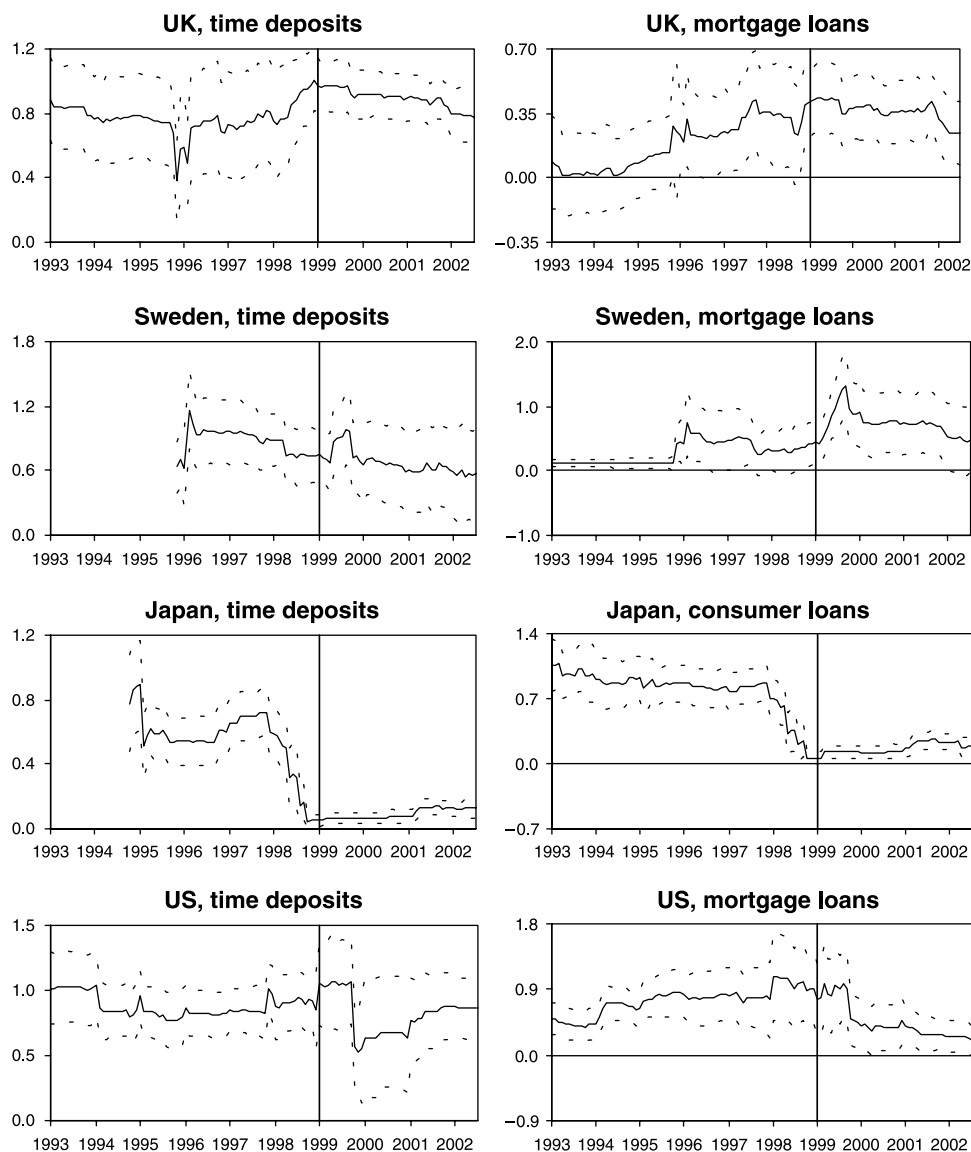 UK, time deposits
1.2
0.8
0.4
0.0
1993 1994 1995 1996 1997 1998 1999 2000 2001 2002
UK, mortgage loans
0.70
0.35
0.00
−0.35
1993 1994 1995 1996 1997 1998 1999 2000 2001 2002
Sweden, time deposits
1.8
1.2
0.6
0.0
1993 1994 1995 1996 1997 1998 1999 2000 2001 2002
Sweden, mortgage loans
2.0
1.0
0.0
−1.0
1993 1994 1995 1996 1997 1998 1999 2000 2001 2002
Japan, time deposits
1.2
0.8
0.4
0.0
1993 1994 1995 1996 1997 1998 1999 2000 2001 2002
Japan, consumer loans
1.4
0.7
0.0
−0.7
1993 1994 1995 1996 1997 1998 1999 2000 2001 2002
US, time deposits
1.5
1.0
0.5
0.0
1993 1994 1995 1996 1997 1998 1999 2000 2001 2002
US, mortgage loans
1.8
0.9
0.0
−0.9
1993 1994 1995 1996 1997 1998 1999 2000 2001 2002